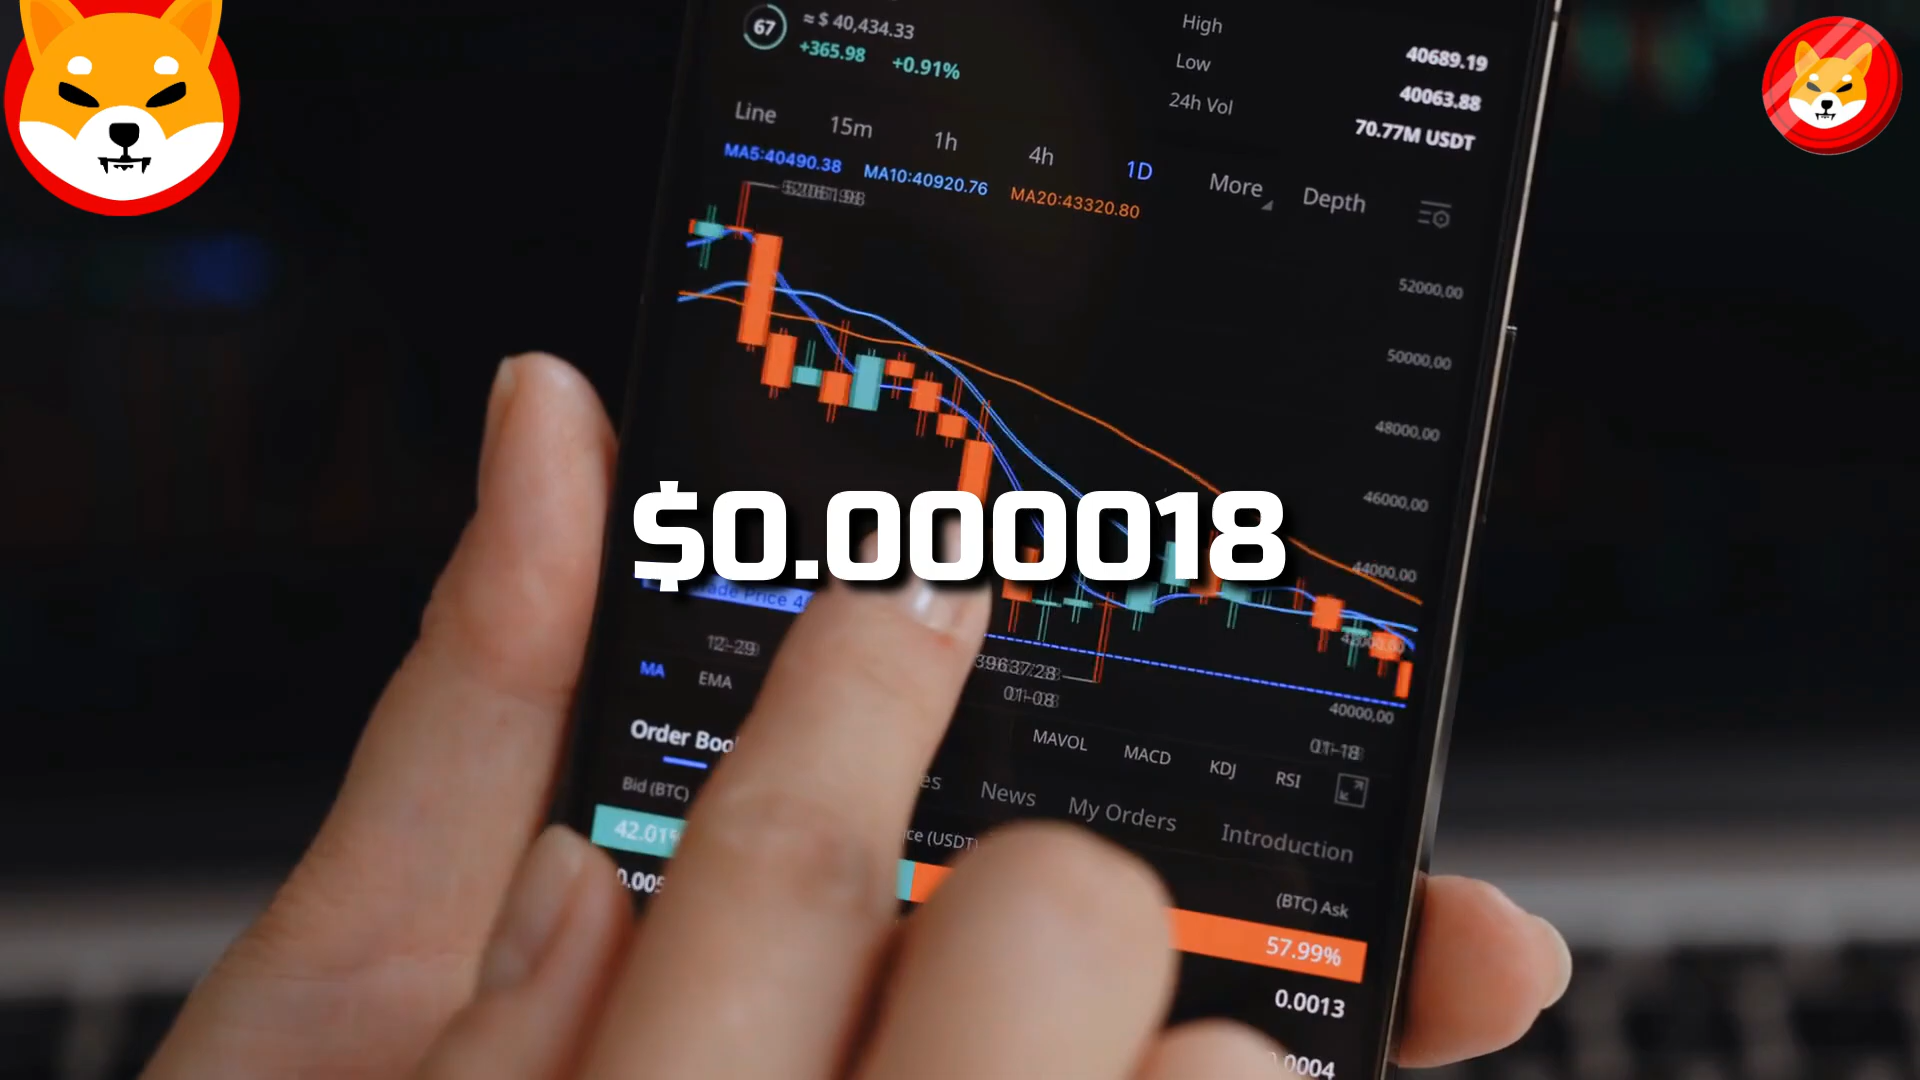 67
≈ $ 40,434.33
+365.98 +0.91%
High 40689.19
Low 40063.88
24h Vol 70.77M USDT
Line 15m 1h 4h 1D More Depth
MA5:40490.38 MA10:40920.76 MA20:43320.80
52000,00
50000,00
48000,00
46000,00
$0.000018
44000,00
39637.28
01-08
40000,00
12-29
01-18
MA EMA MAVOL MACD KDJ RSI
Order News My Orders Introduction
Bid (BTC) (USDT) (BTC) Ask
57.99%
0.0013